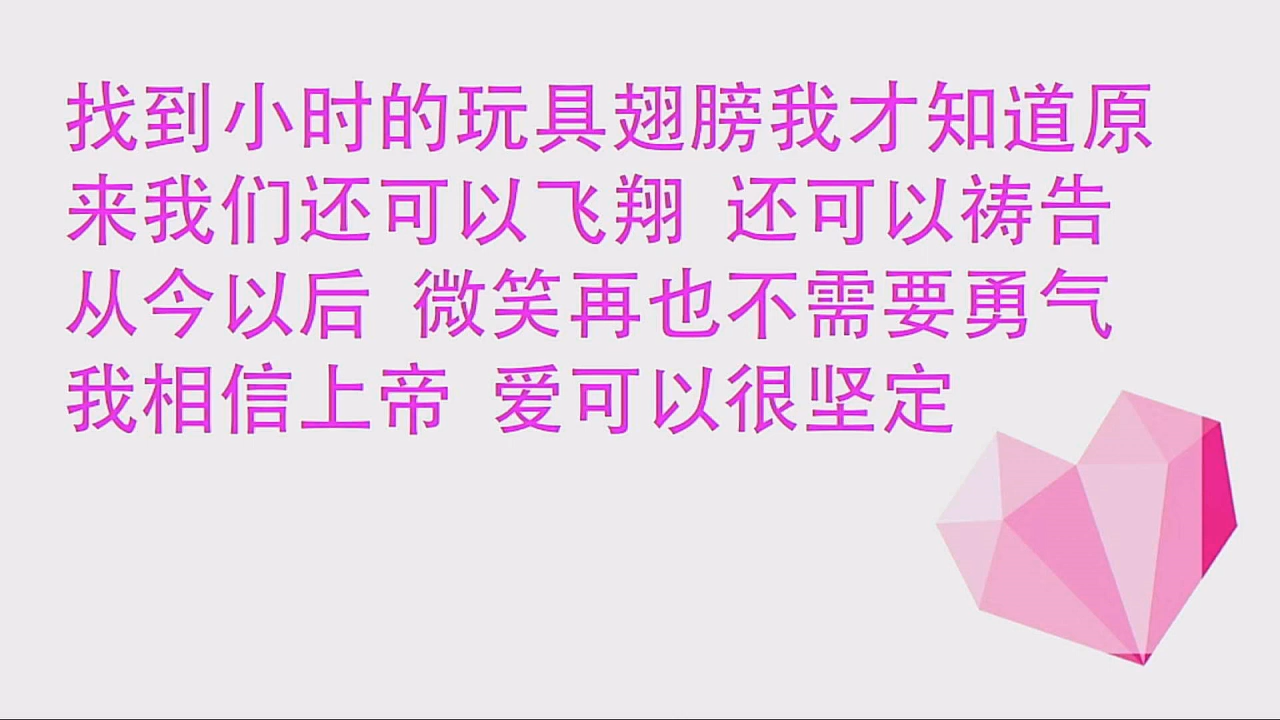 找到小时的玩具翅膀我才知道原
来我们还可以飞翔 还可以祷告
从今以后 微笑再也不需要勇气
我相信上帝 爱可以很坚定